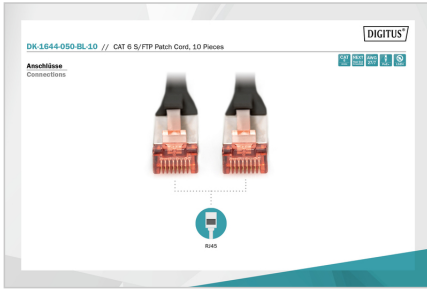 DIGITUS®
DK-1644-050-BL-10 // CAT 6 S/FTP Patch Cord, 10 Pieces
Anschlüsse
Connections
RJ45